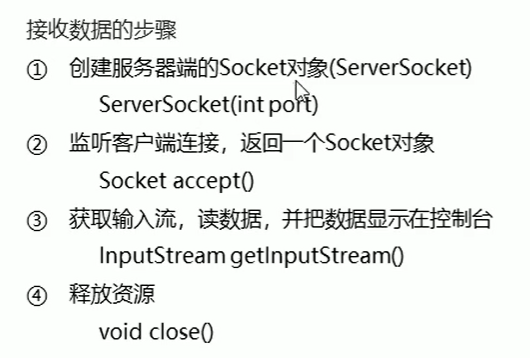 接收数据的步骤
① 创建服务器端的Socket对象(ServerSocket)
ServerSocket(int port)
② 监听客户端连接，返回一个Socket对象
Socket accept()
③ 获取输入流，读数据，并把数据显示在控制台
InputStream getInputStream()
④ 释放资源
void close()